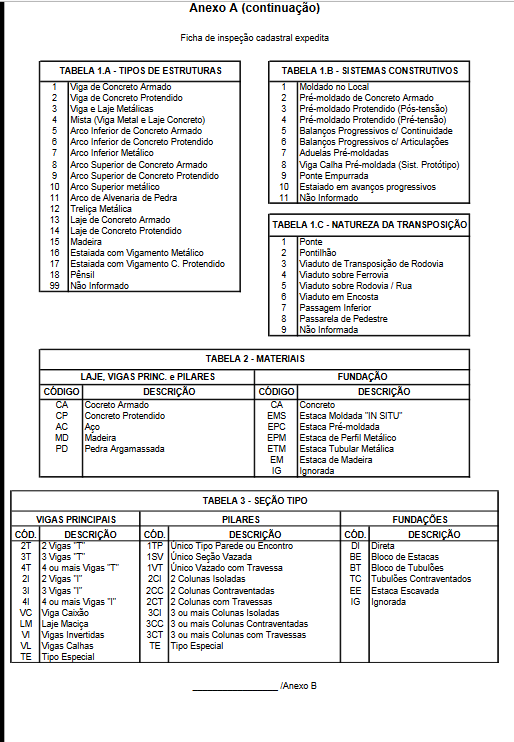 Anexo A (continuação)
Ficha de inspeção cadastral expedita
TABELA 1.A - TIPOS DE ESTRUTURAS
1 Viga de Concreto Armado
2 Viga de Concreto Protendido
3 Viga e Laje Metálicas
4 Mista (Viga Metal e Laje Concreto)
5 Arco Inferior de Concreto Armado
6 Arco Inferior de Concreto Protendido
7 Arco Inferior Metálico
8 Arco Superior de Concreto Armado
9 Arco Superior de Concreto Protendido
10 Arco Superior metálico
11 Arco de Alvenaria de Pedra
12 Treliça Metálica
13 Laje de Concreto Armado
14 Laje de Concreto Protendido
15 Madeira
16 Estaiada com Vigamento Metálico
17 Estaiada com Vigamento C. Protendido
18 Pênsil
99 Não Informado
TABELA 1.B - SISTEMAS CONSTRUTIVOS
1 Moldado no Local
2 Pré-moldado de Concreto Armado
3 Pré-moldado Protendido (Pós-tensão)
4 Pré-moldado Protendido (Pré-tensão)
5 Balanços Progressivos c/ Continuidade
6 Balanços Progressivos c/ Articulações
7 Aduelas Pré-moldadas
8 Viga Calha Pré-moldada (Sist. Protótipo)
9 Ponte Empurrada
10 Estaiado em avanços progressivos
11 Não Informado
TABELA 1.C - NATUREZA DA TRANSPOSIÇÃO
1 Ponte
2 Pontilhão
3 Viaduto de Transposição de Rodovia
4 Viaduto sobre Ferrovia
5 Viaduto sobre Rodovia / Rua
6 Viaduto em Encosta
7 Passagem Inferior
8 Passarela de Pedestre
9 Não Informada
TABELA 2 - MATERIAIS
LAJE, VIGAS PRINC. e PILARES FUNDAÇÃO
CÓDIGO DESCRIÇÃO CÓDIGO DESCRIÇÃO
CA Cocreto Armado CA Concreto
CP Concreto Protendido EMS Estaca Moldada "IN SITU"
AC Aço EPC Estaca Pré-moldada
MD Madeira EPM Estaca de Perfil Metálico
PD Pedra Argamassada ETM Estaca Tubular Metálica
EM Estaca de Madeira
IG Ignorada
TABELA 3 - SEÇÃO TIPO
VIGAS PRINCIPAIS PILARES FUNDAÇÕES
CÓD. DESCRIÇÃO CÓD. DESCRIÇÃO CÓD. DESCRIÇÃO
2T 2 Vigas "T" 1TP Único Tipo Parede ou Encontro DI Direta
3T 3 Vigas "T" 1SV Único Seção Vazada BE Bloco de Estacas
4T 4 ou mais Vigas "T" 1VT Único Vazado com Travessa BT Bloco de Tubulões
2I 2 Vigas "I" 2CI 2 Colunas Isoladas TC Tubulões Contraventados
3I 3 Vigas "I" 2CC 2 Colunas Contraventadas EE Estaca Escavada
4I 4 ou mais Vigas "I" 2CT 2 Colunas com Travessas IG Ignorada
VC Viga Caixão 3CI 3 ou mais Colunas Isoladas
LM Laje Maciça 3CC 3 ou mais Colunas Contraventadas
VI Vigas Invertidas 3CT 3 ou mais Colunas com Travessas
VL Vigas Calhas TE Tipo Especial
TE Tipo Especial
_________________ /Anexo B